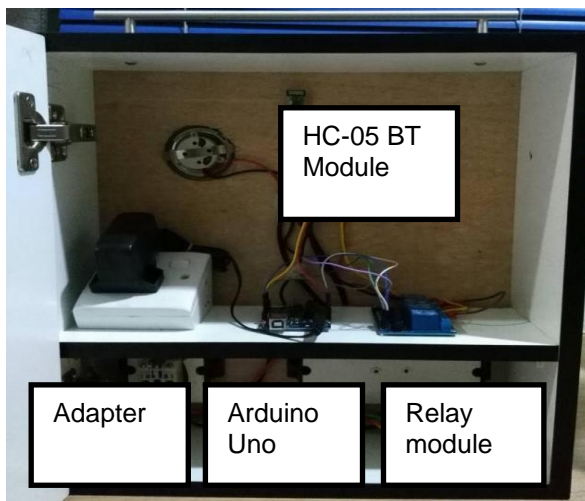 HC-05 BT
Module
Adapter
Arduino
Uno
Relay
module